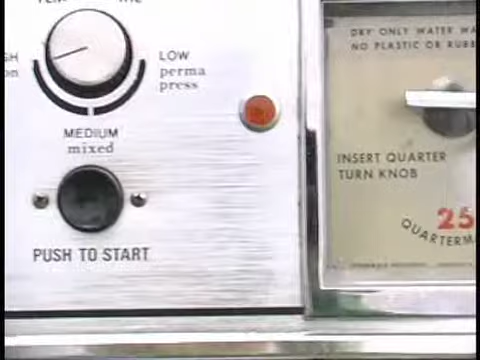 LOW
perma
press
MEDIUM
mixed
PUSH TO START
DRY ONLY WATER WA
NO PLASTIC OR RUBB
INSERT QUARTER
TURN KNOB
25
QUARTERM